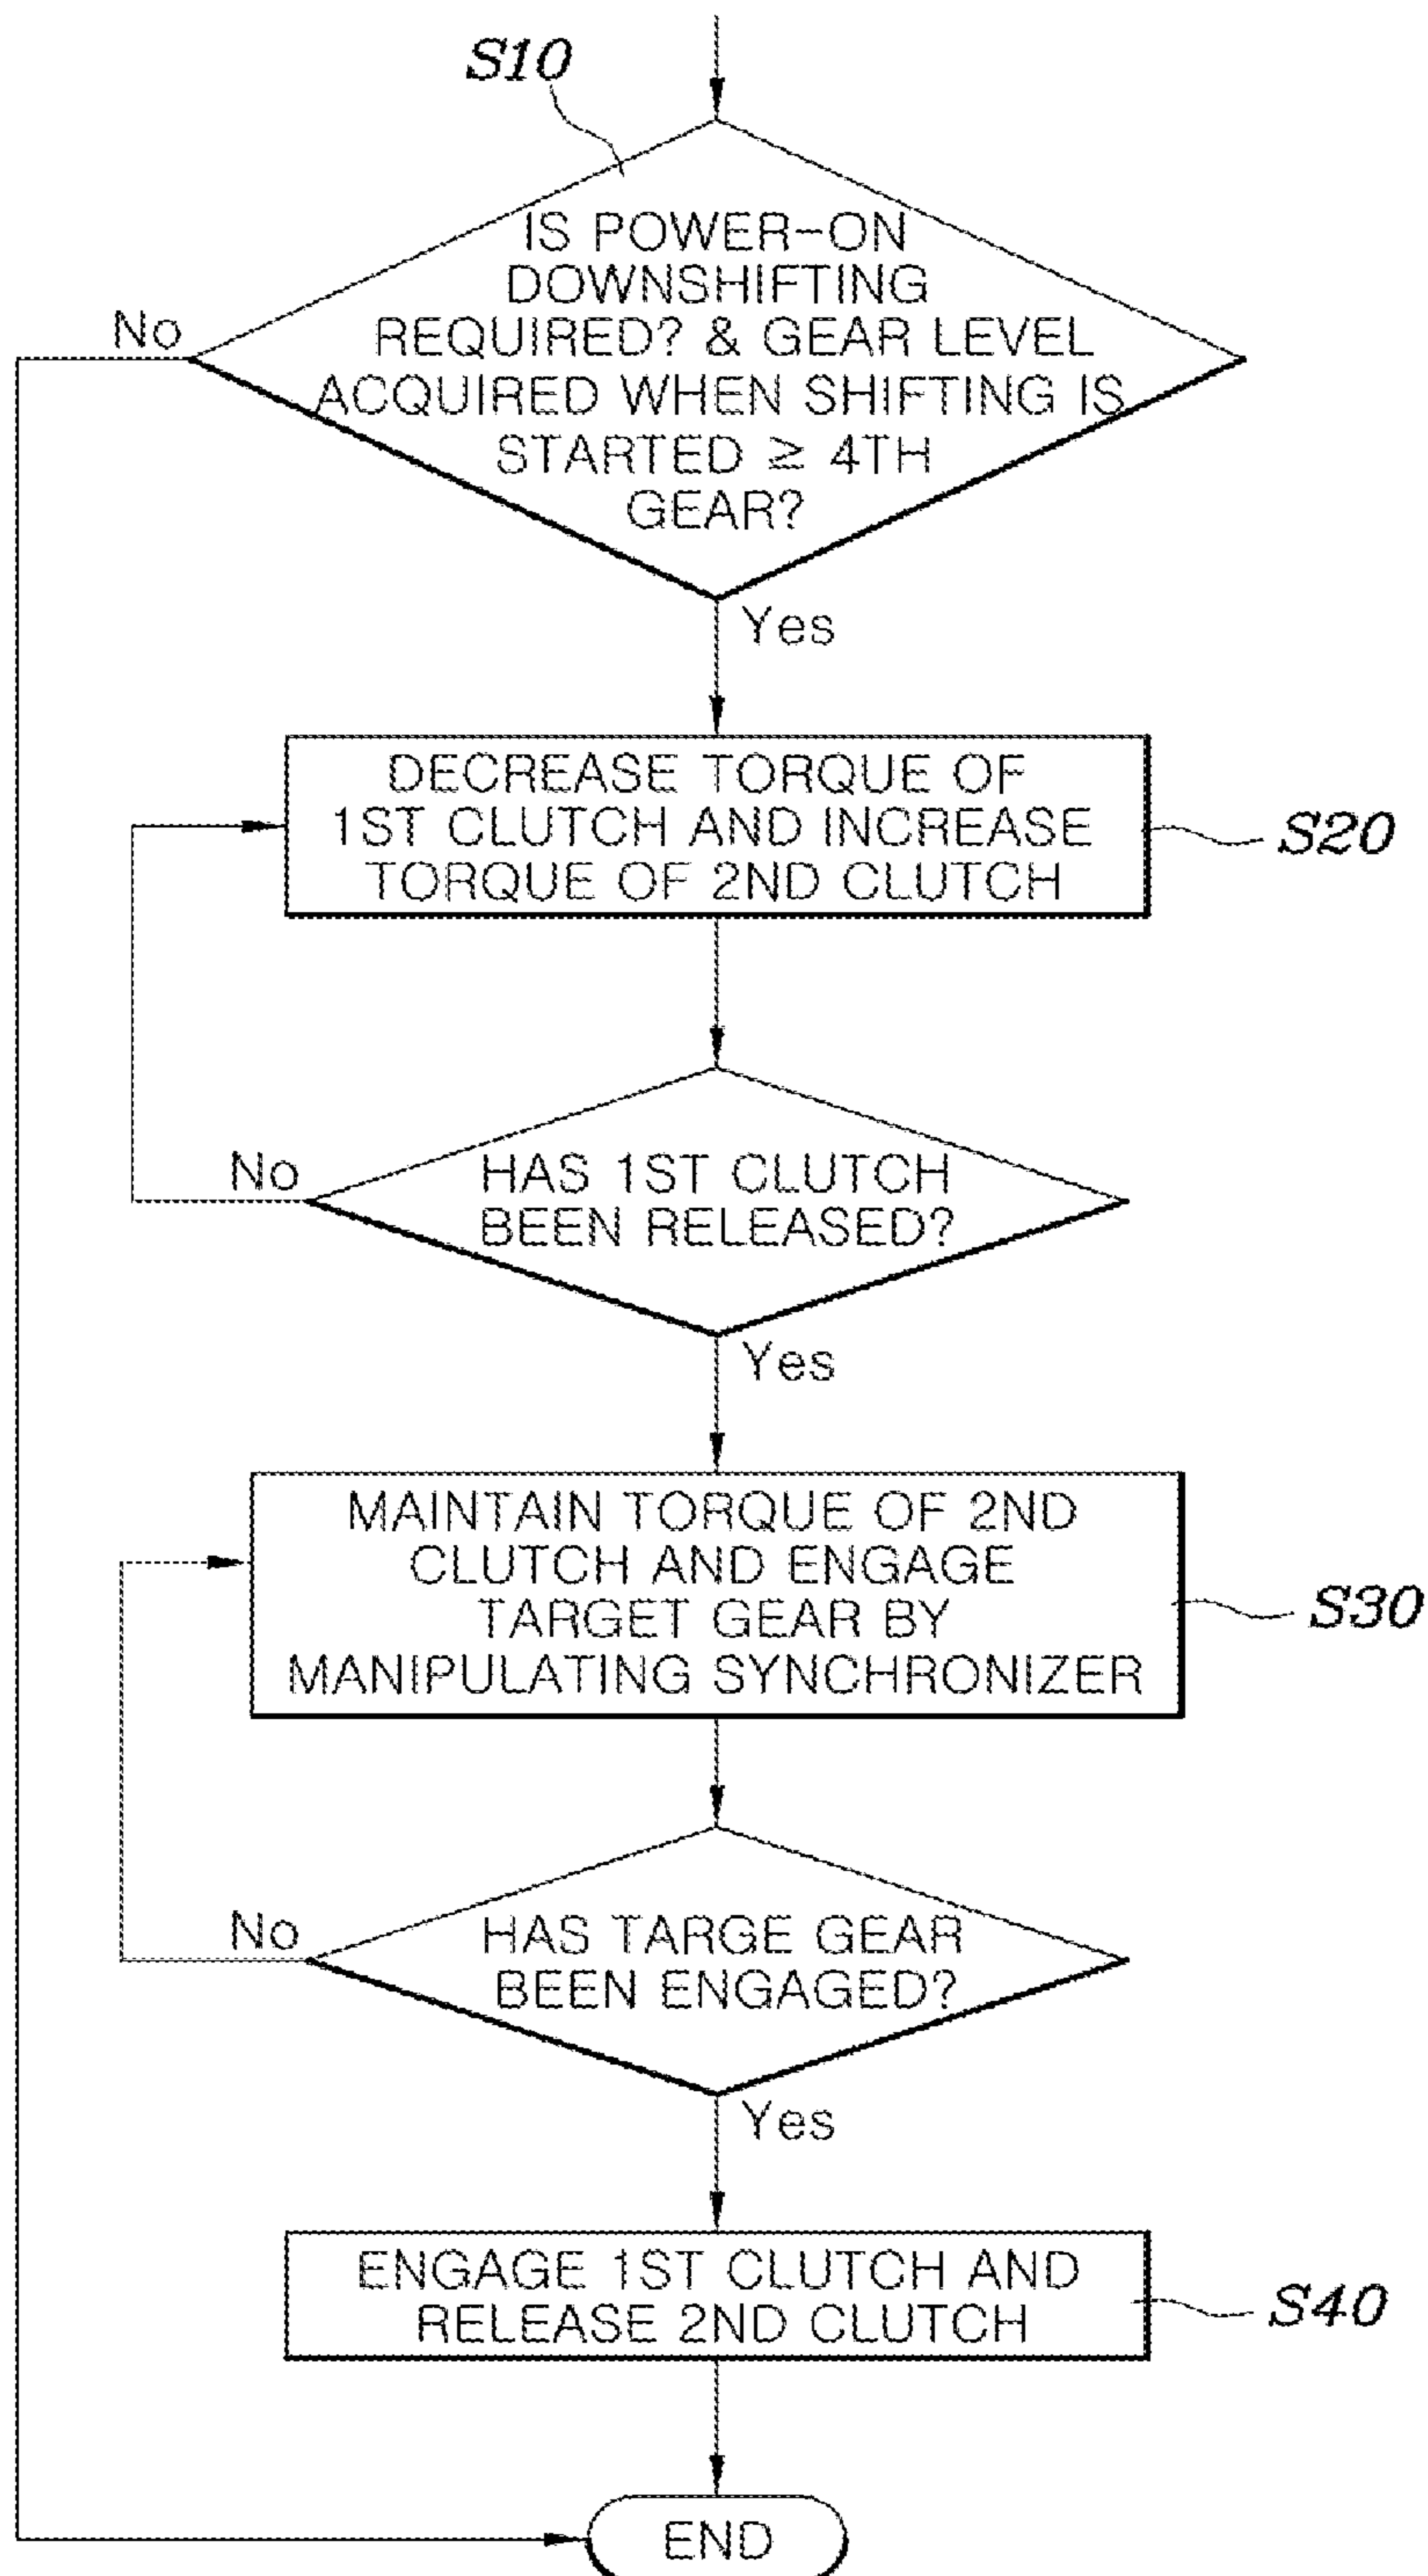 S10
IS POWER-ON
DOWNSHIFTING
REQUIRED? & GEAR LEVEL
ACQUIRED WHEN SHIFTING IS
STARTED ≥ 4TH
GEAR?
No
Yes
DECREASE TORQUE OF
1ST CLUTCH AND INCREASE
TORQUE OF 2ND CLUTCH
S20
HAS 1ST CLUTCH
BEEN RELEASED?
No
Yes
MAINTAIN TORQUE OF 2ND
CLUTCH AND ENGAGE
TARGET GEAR BY
MANIPULATING SYNCHRONIZER
S30
HAS TARGE GEAR
BEEN ENGAGED?
No
Yes
ENGAGE 1ST CLUTCH AND
RELEASE 2ND CLUTCH
S40
END